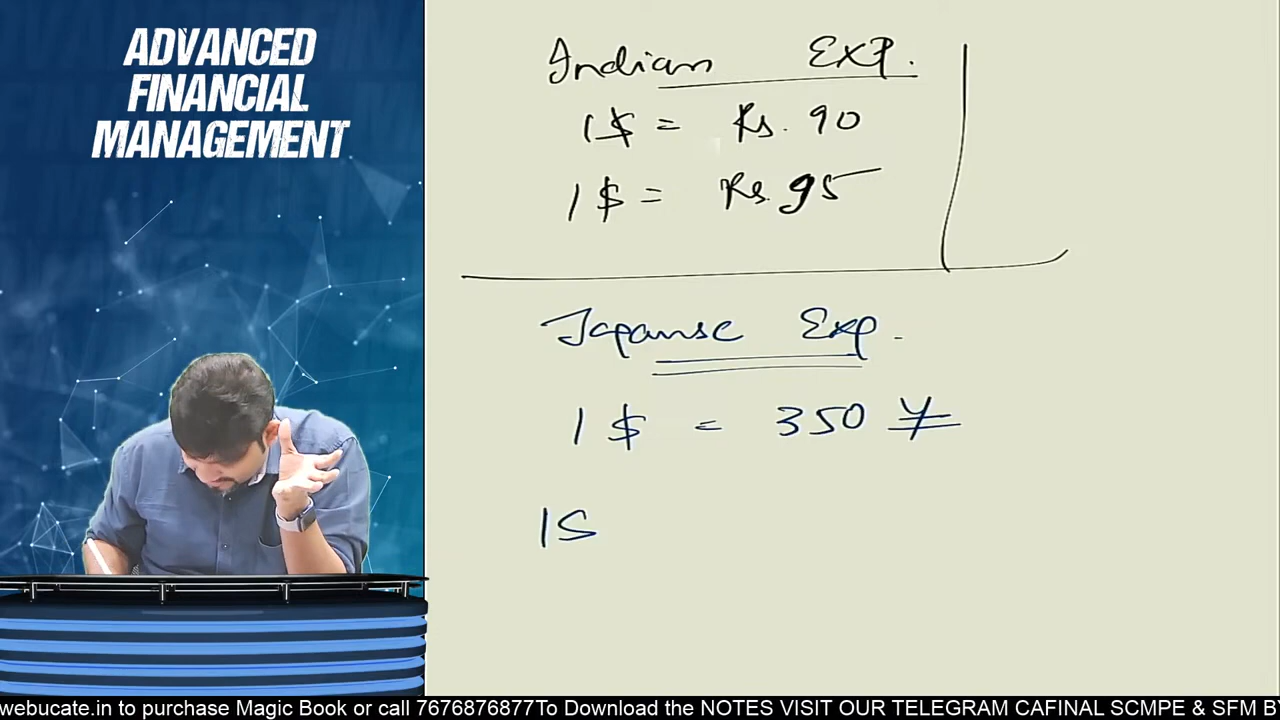 ADVANCED
FINANCIAL
MANAGEMENT
Indian Exp.
1$ = Rs. 90
1$ = Rs. 95
Japanse Exp.
1$ = 350 ¥
1S
webucate.in to purchase Magic Book or call 7676876877To Download the NOTES VISIT OUR TELEGRAM CAFINAL SCMPE & SFM B